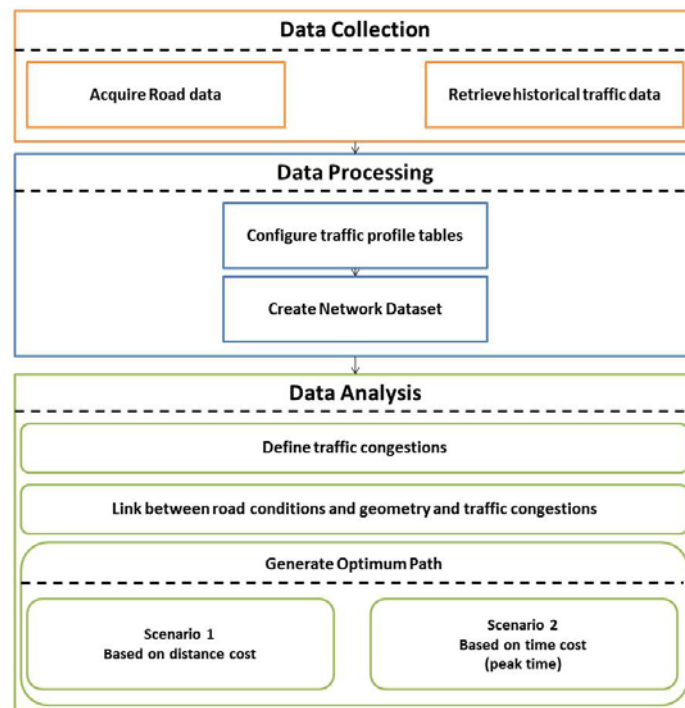 Data Collection
Acquire Road data
Retrieve historical traffic data
Data Processing
Configure traffic profile tables
Create Network Dataset
Data Analysis
Define traffic congestions
Link between road conditions and geometry and traffic congestions
Generate Optimum Path
Scenario 1
Based on distance cost
Scenario 2
Based on time cost
(peak time)